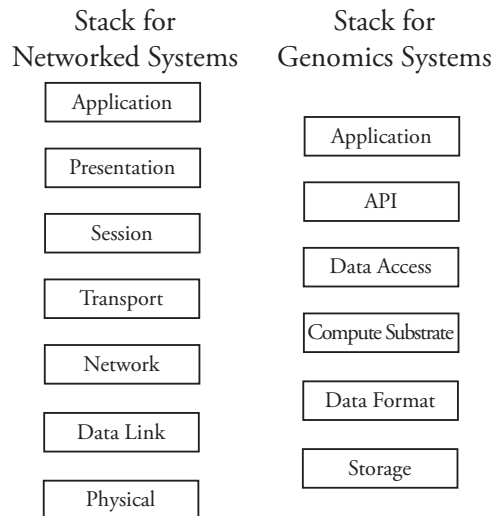 Stack for
Networked Systems
Application
Presentation
Session
Transport
Network
Data Link
Physical
Stack for
Genomics Systems
Application
API
Data Access
Compute Substrate
Data Format
Storage